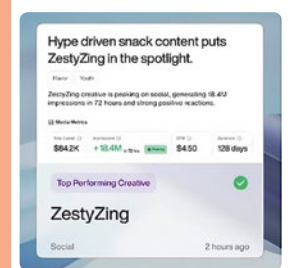 Hype driven snack content puts
ZestyZing in the spotlight.
Flavor Youth
ZestyZing creative is peaking on social, generating 18.4M
impressions in 72 hours and strong positive reactions.
Media Metrics
$842K +18.4M $4.50 128 days
Top Performing Creative
ZestyZing
Social 2 hours ago